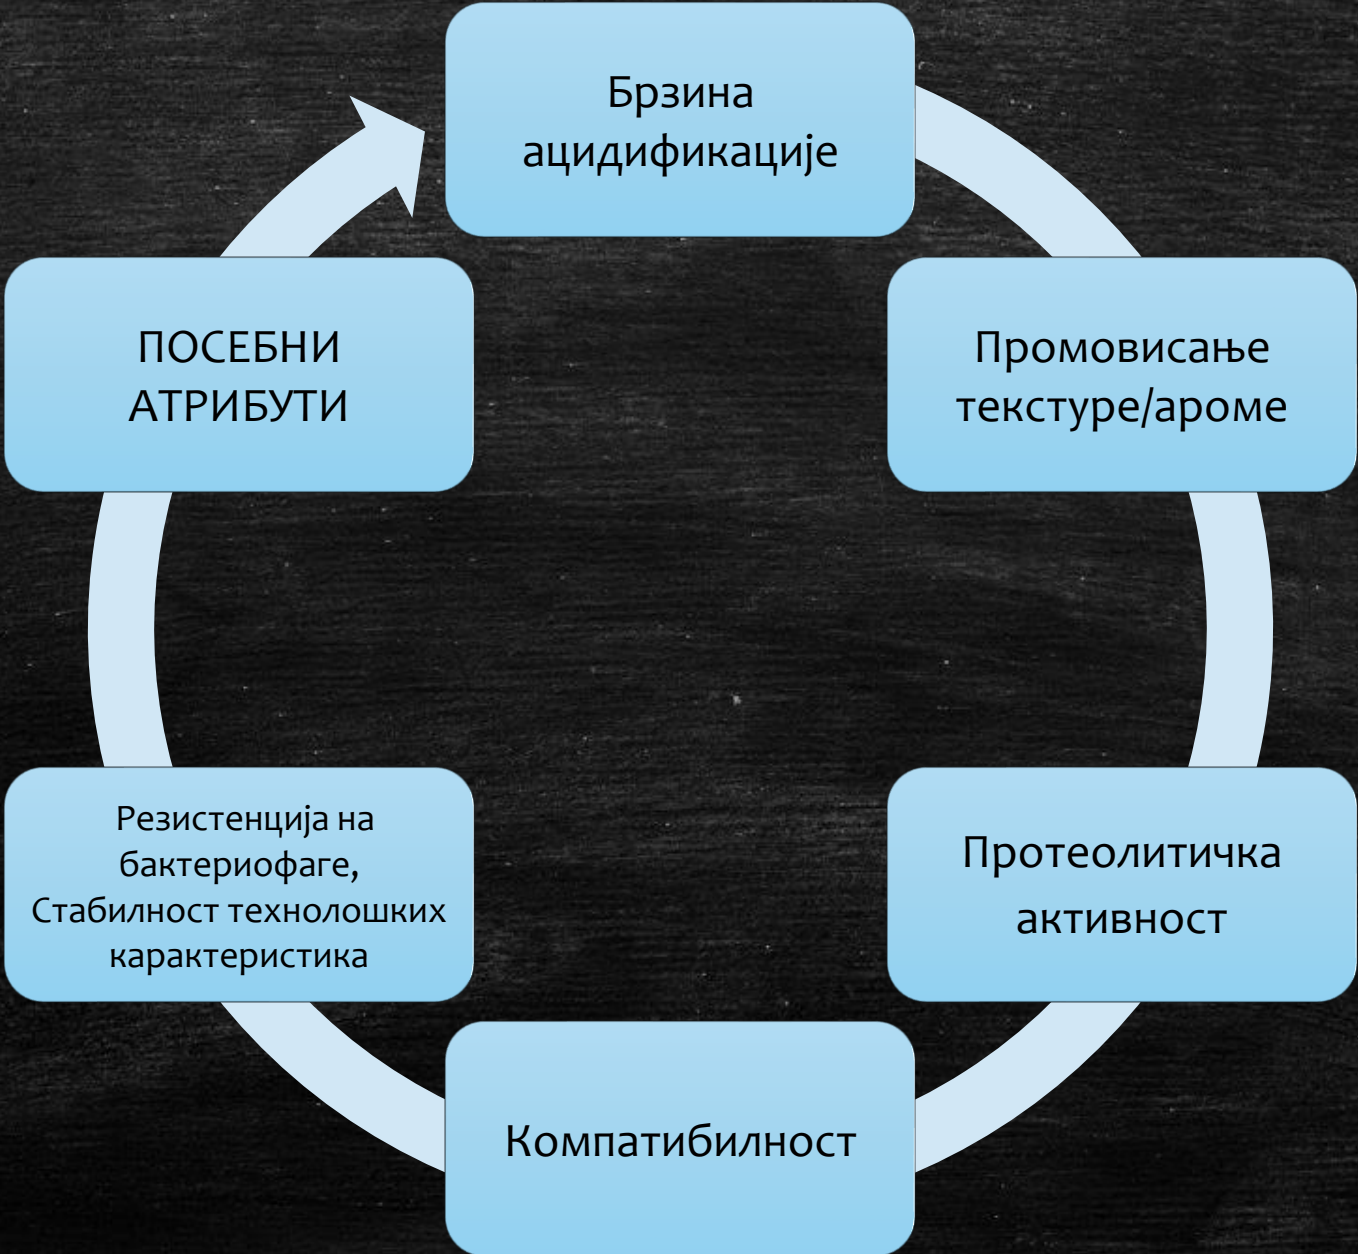 Брзина
ацидификације
Промовисање
текстуре/ароме
Протеолитичка
активност
Компатибилност
Резистенција на
бактериофаге,
Стабилност технолошких
карактеристика
ПОСЕБНИ
АТРИБУТИ